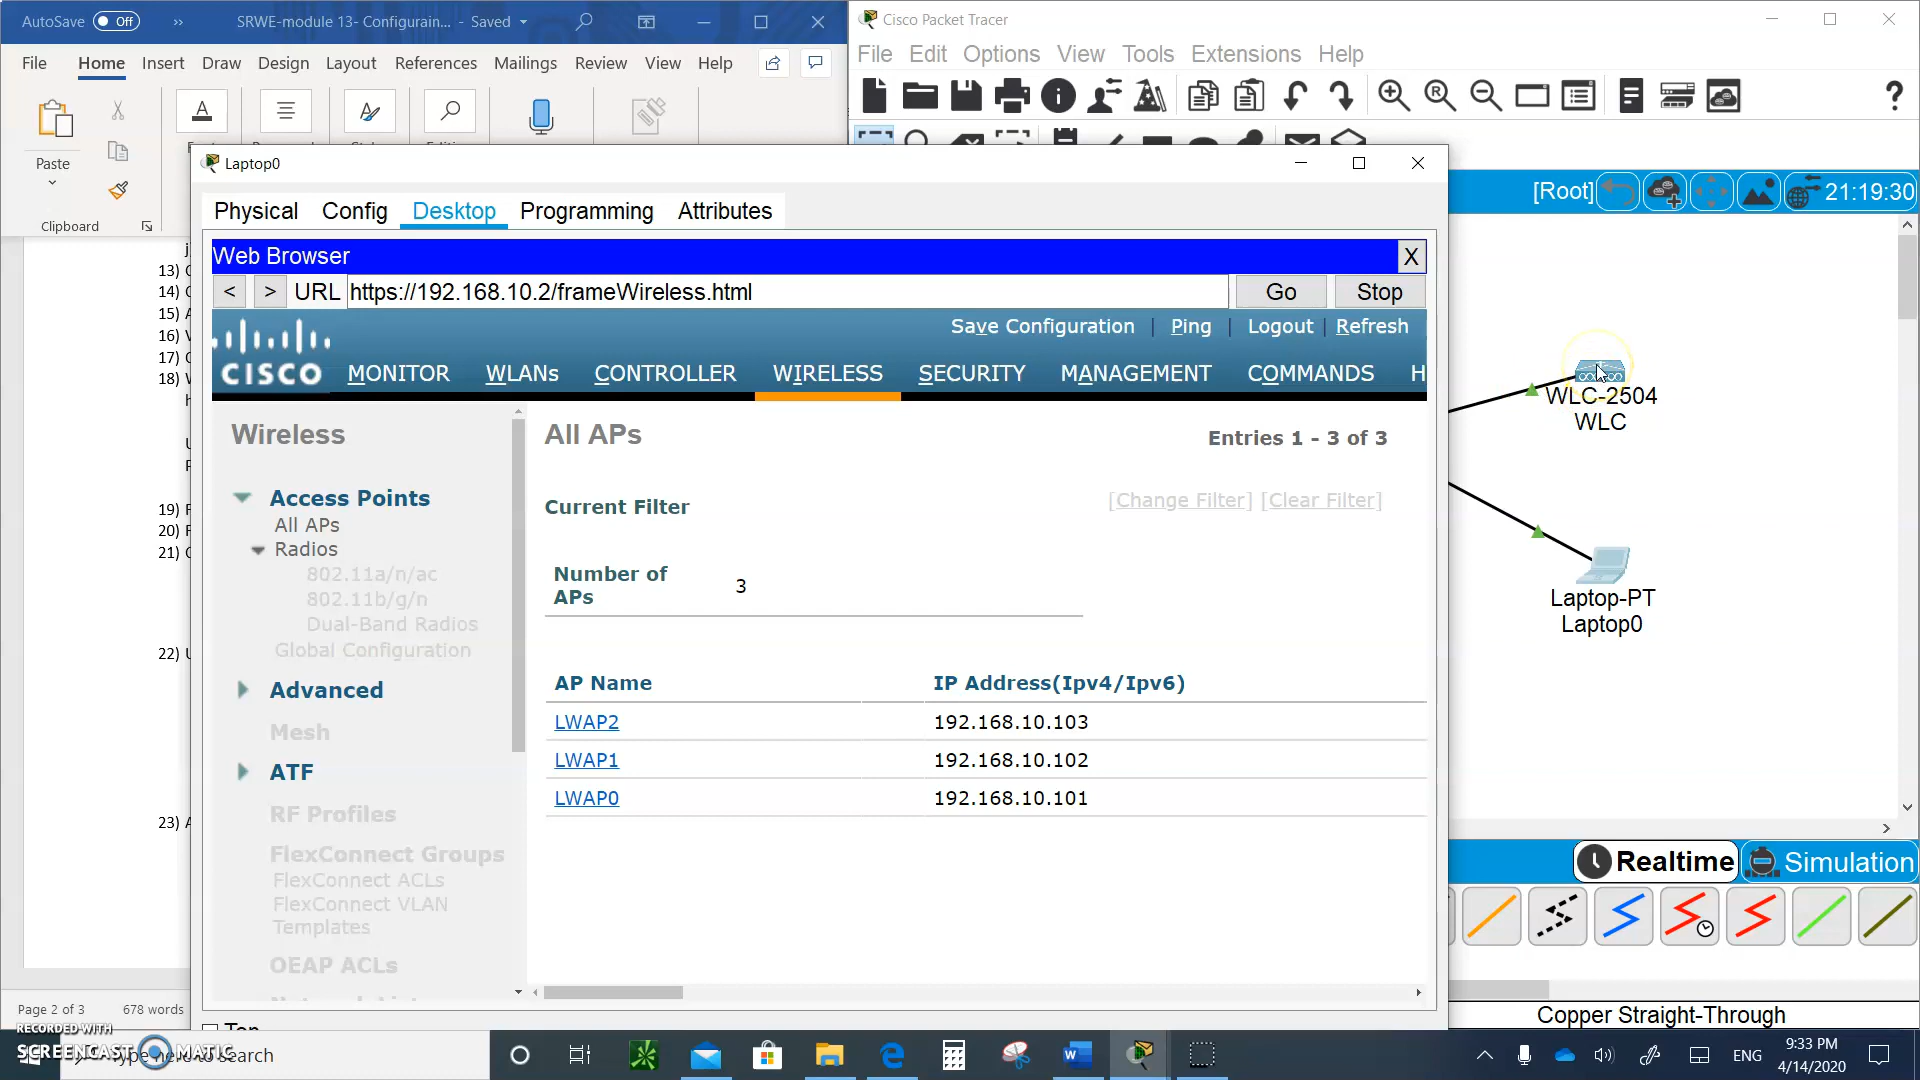 AutoSave Off SRWE-module 13- Configurain... - Saved
File Home Insert Draw Design Layout References Mailings Review View Help
Paste
Clipboard
13)
14)
15)
16)
17)
18)
19)
20)
21)
22)
23)
Page 2 of 3 678 words
Cisco Packet Tracer
File Edit Options View Tools Extensions Help
[Root] 21:19:30
WLC-2504
WLC
Laptop-PT
Laptop0
Realtime Simulation
Copper Straight-Through
Laptop0
Physical Config Desktop Programming Attributes
Web Browser X
< > URL https://192.168.10.2/frameWireless.html Go Stop
Save Configuration | Ping | Logout | Refresh
CISCO MONITOR WLANs CONTROLLER WIRELESS SECURITY MANAGEMENT COMMANDS H
Wireless
Access Points
All APs
Radios
802.11a/n/ac
802.11b/g/n
Dual-Band Radios
Global Configuration
Advanced
Mesh
ATF
RF Profiles
FlexConnect Groups
FlexConnect ACLs
FlexConnect VLAN
Templates
OEAP ACLs
All APs Entries 1 - 3 of 3
Current Filter [Change Filter] [Clear Filter]
Number of
APs 3
AP Name IP Address(Ipv4/Ipv6)
LWAP2 192.168.10.103
LWAP1 192.168.10.102
LWAP0 192.168.10.101
Top
RECORDED WITH
SCREENCAST MATIC
Type here to search
ENG 9:33 PM
4/14/2020